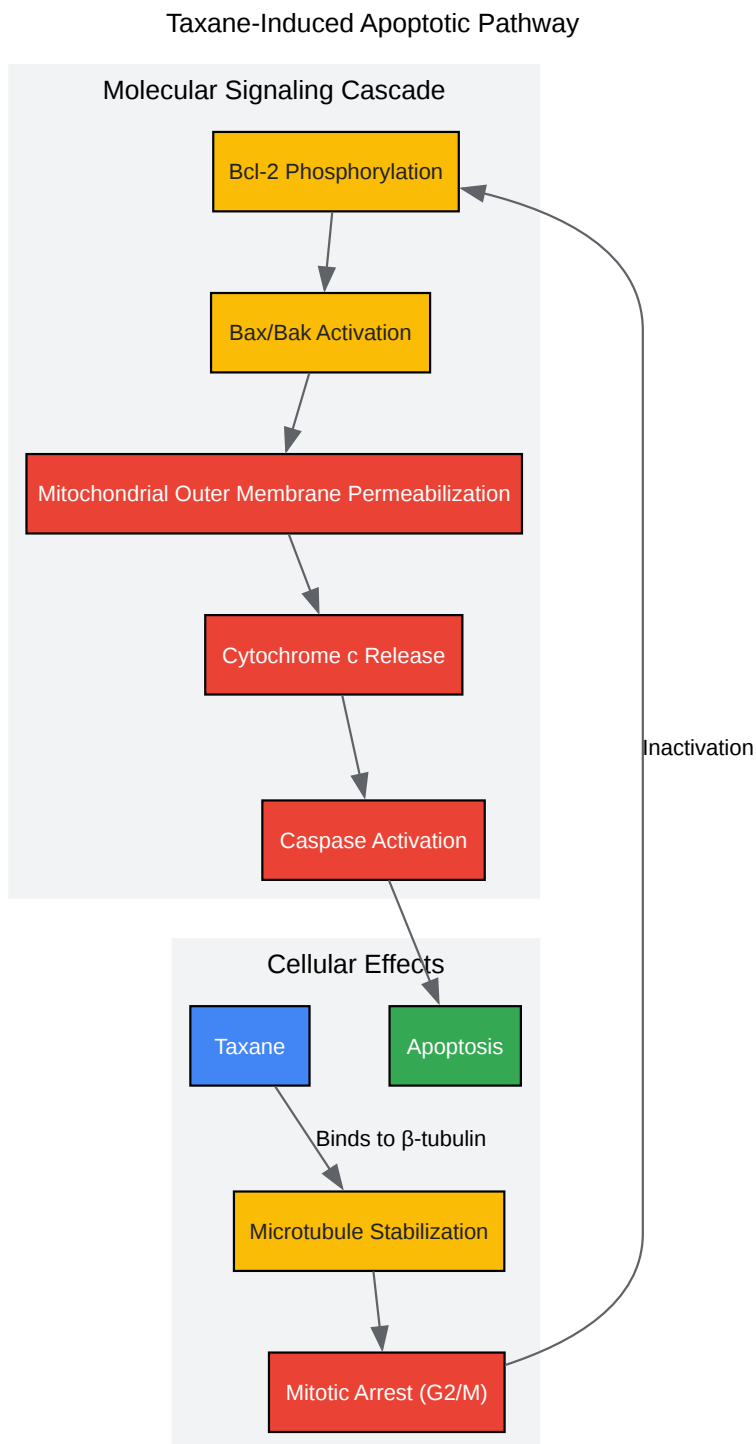 Taxane-Induced Apoptotic Pathway
Molecular Signaling Cascade
Bcl-2 Phosphorylation
Bax/Bak Activation
Mitochondrial Outer Membrane Permeabilization
Cytochrome c Release
Inactivation
Caspase Activation
Cellular Effects
Taxane
Apoptosis
Binds to β-tubulin
Microtubule Stabilization
Mitotic Arrest (G2/M)